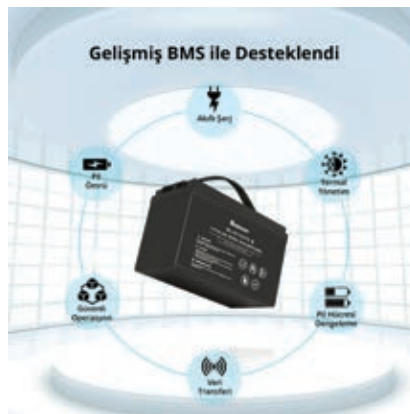 Gelişmiş BMS ile Desteklendi
Akıllı Şarj
Pil
Ömrü
Termal
Yönetim
Güvenli
Operasyon
Pil Hücresi
Dengeleme
Veri
Transferi